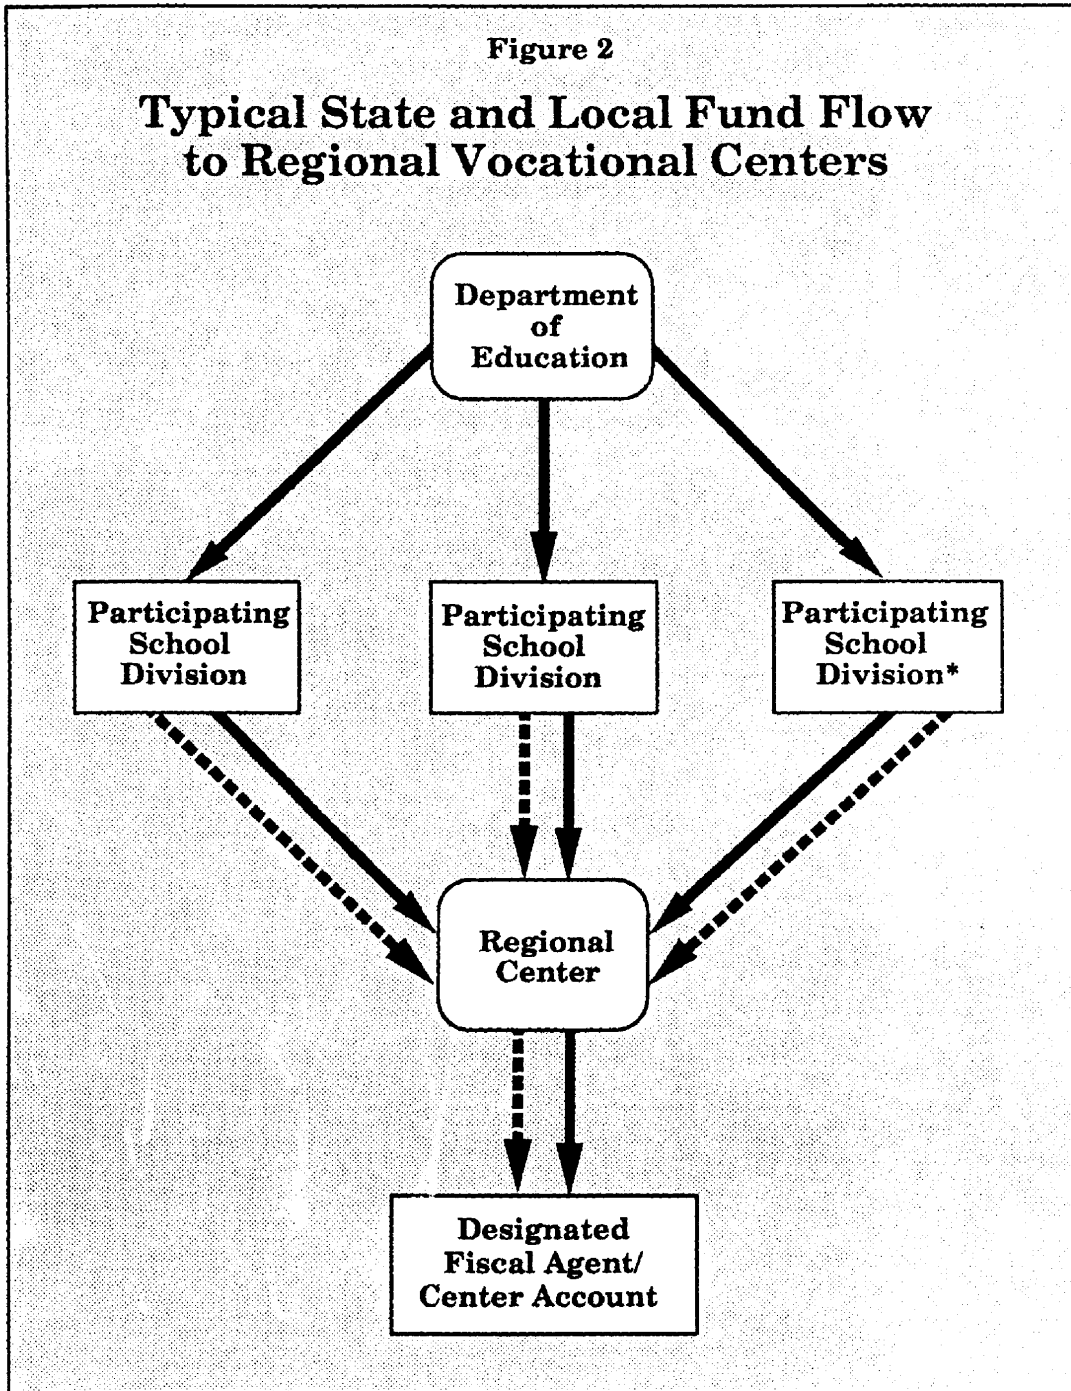 Figure 2
Typical State and Local Fund Flow
to Regional Vocational Centers
Department
of
Education
Participating
School
Division
Participating
School
Division
Participating
School
Division*
Regional
Center
Designated
Fiscal Agent/
Center Account